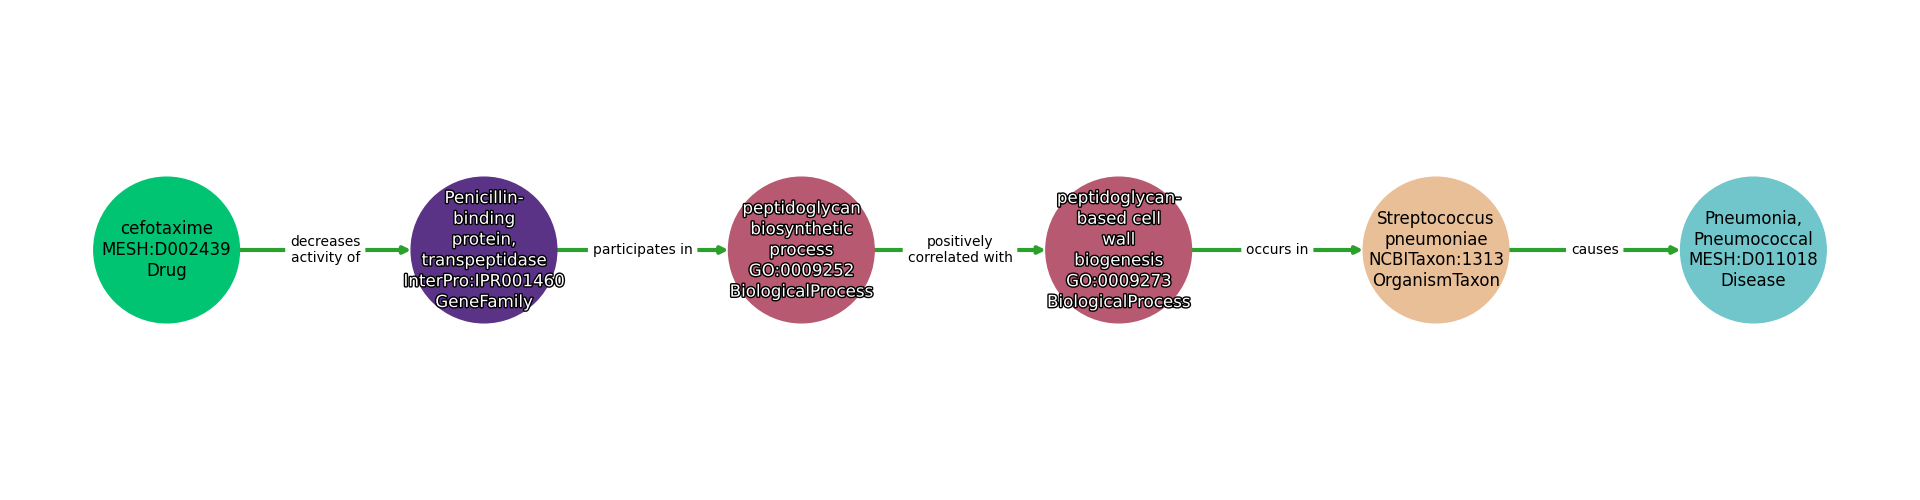 cefotaxime
MESH:D002439
Drug
decreases
activity of
Penicillin-
binding
protein,
transpeptidase
InterPro:IPR001460
GeneFamily
participates in
peptidoglycan
biosynthetic
process
GO:0009252
BiologicalProcess
positively
correlated with
peptidoglycan-
based cell
wall
biogenesis
GO:0009273
BiologicalProcess
occurs in
Streptococcus
pneumoniae
NCBITaxon:1313
OrganismTaxon
causes
Pneumonia,
Pneumococcal
MESH:D011018
Disease